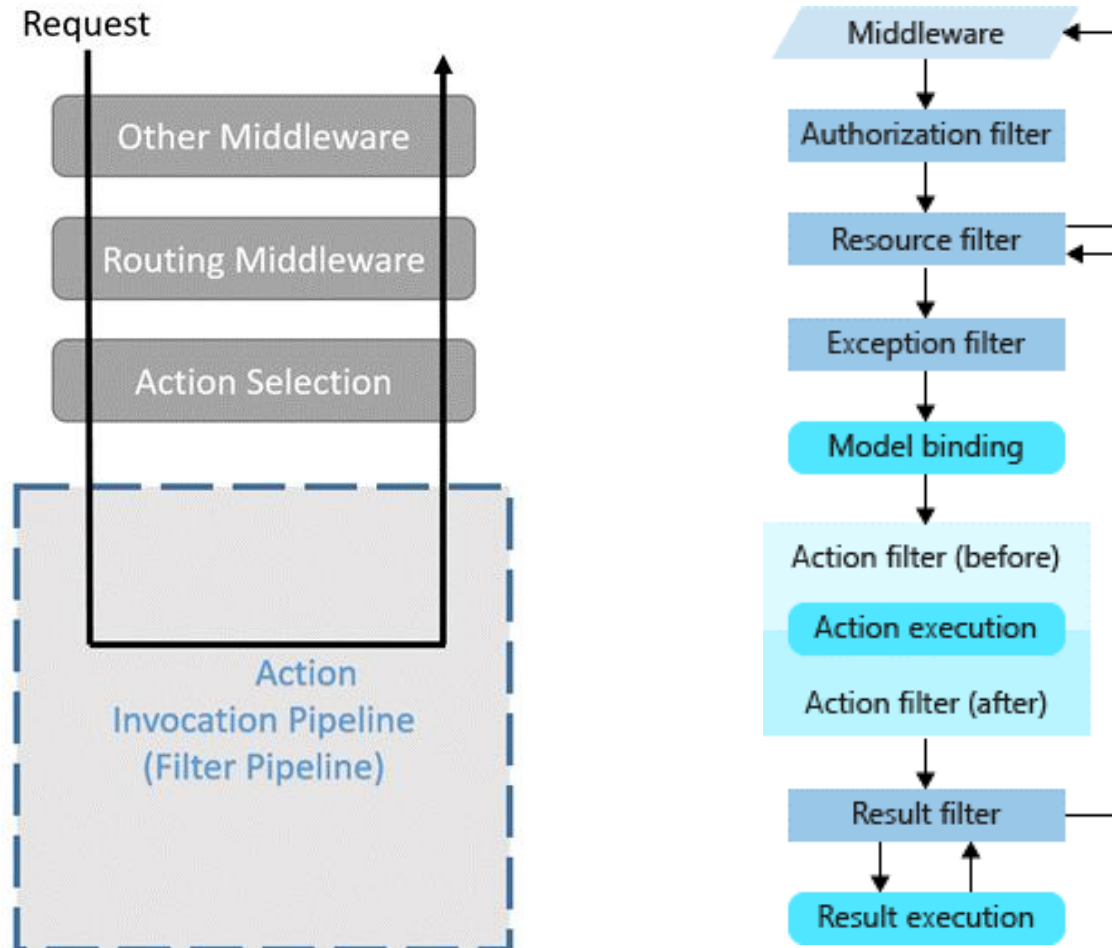 Request
Other Middleware
Routing Middleware
Action Selection
Action
Invocation Pipeline
(Filter Pipeline)
Middleware
Authorization filter
Resource filter
Exception filter
Model binding
Action filter (before)
Action execution
Action filter (after)
Result filter
Result execution